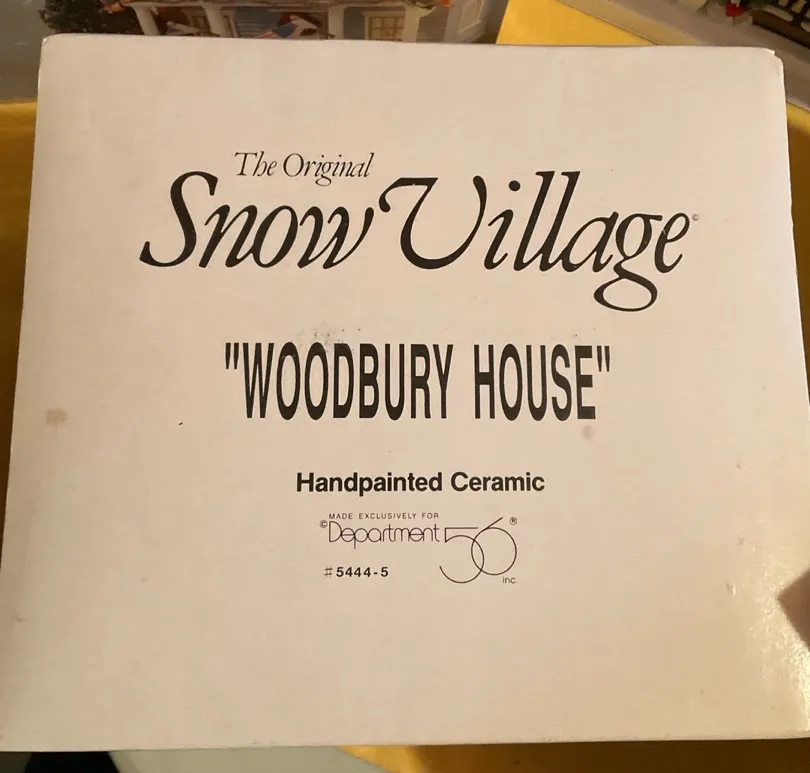 The Original
Snow Village©
"WOODBURY HOUSE"
Handpainted Ceramic
MADE EXCLUSIVELY FOR
©Department 56®
inc.
#5444-5